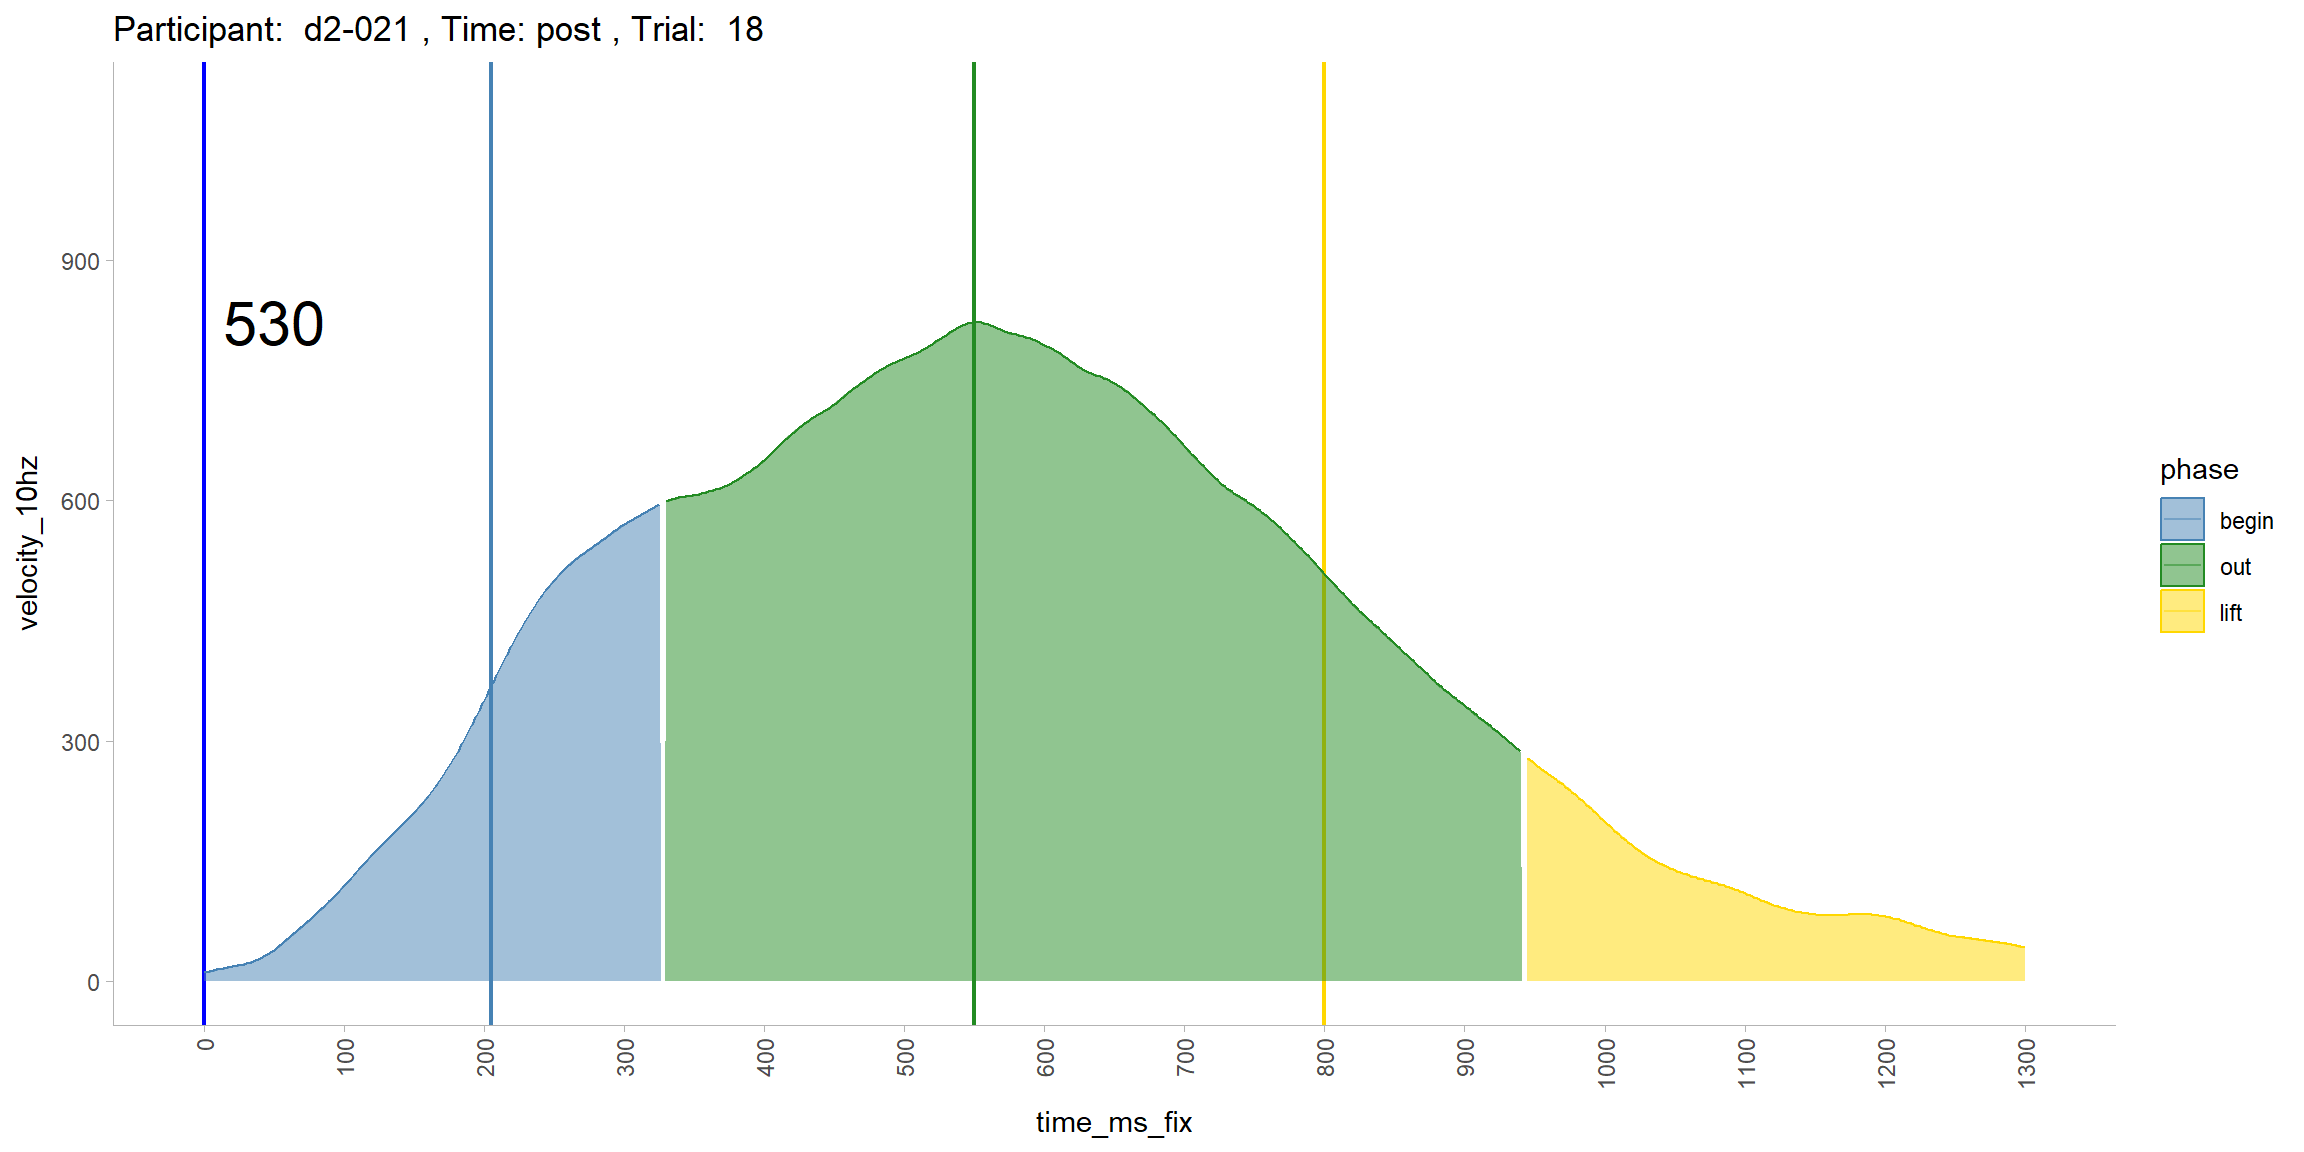 Participant:  d2-021 , Time: post , Trial:  18
velocity_10hz
900
600
300
0
530
0
100
200
300
400
500
600
700
800
900
1000
1100
1200
1300
time_ms_fix
phase
begin
out
lift